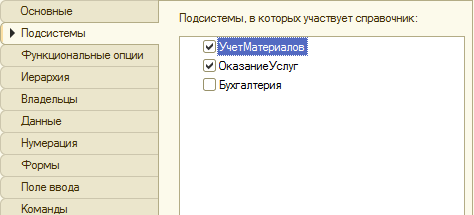 Основные
Подсистемы
Функциональные опции
Иерархия
Владельцы
Данные
Нумерация
Формы
Поле ввода
Команды
Подсистемы, в которых участвует справочник:
УчетМатериалов
ОказаниеУслуг
Бухгалтерия